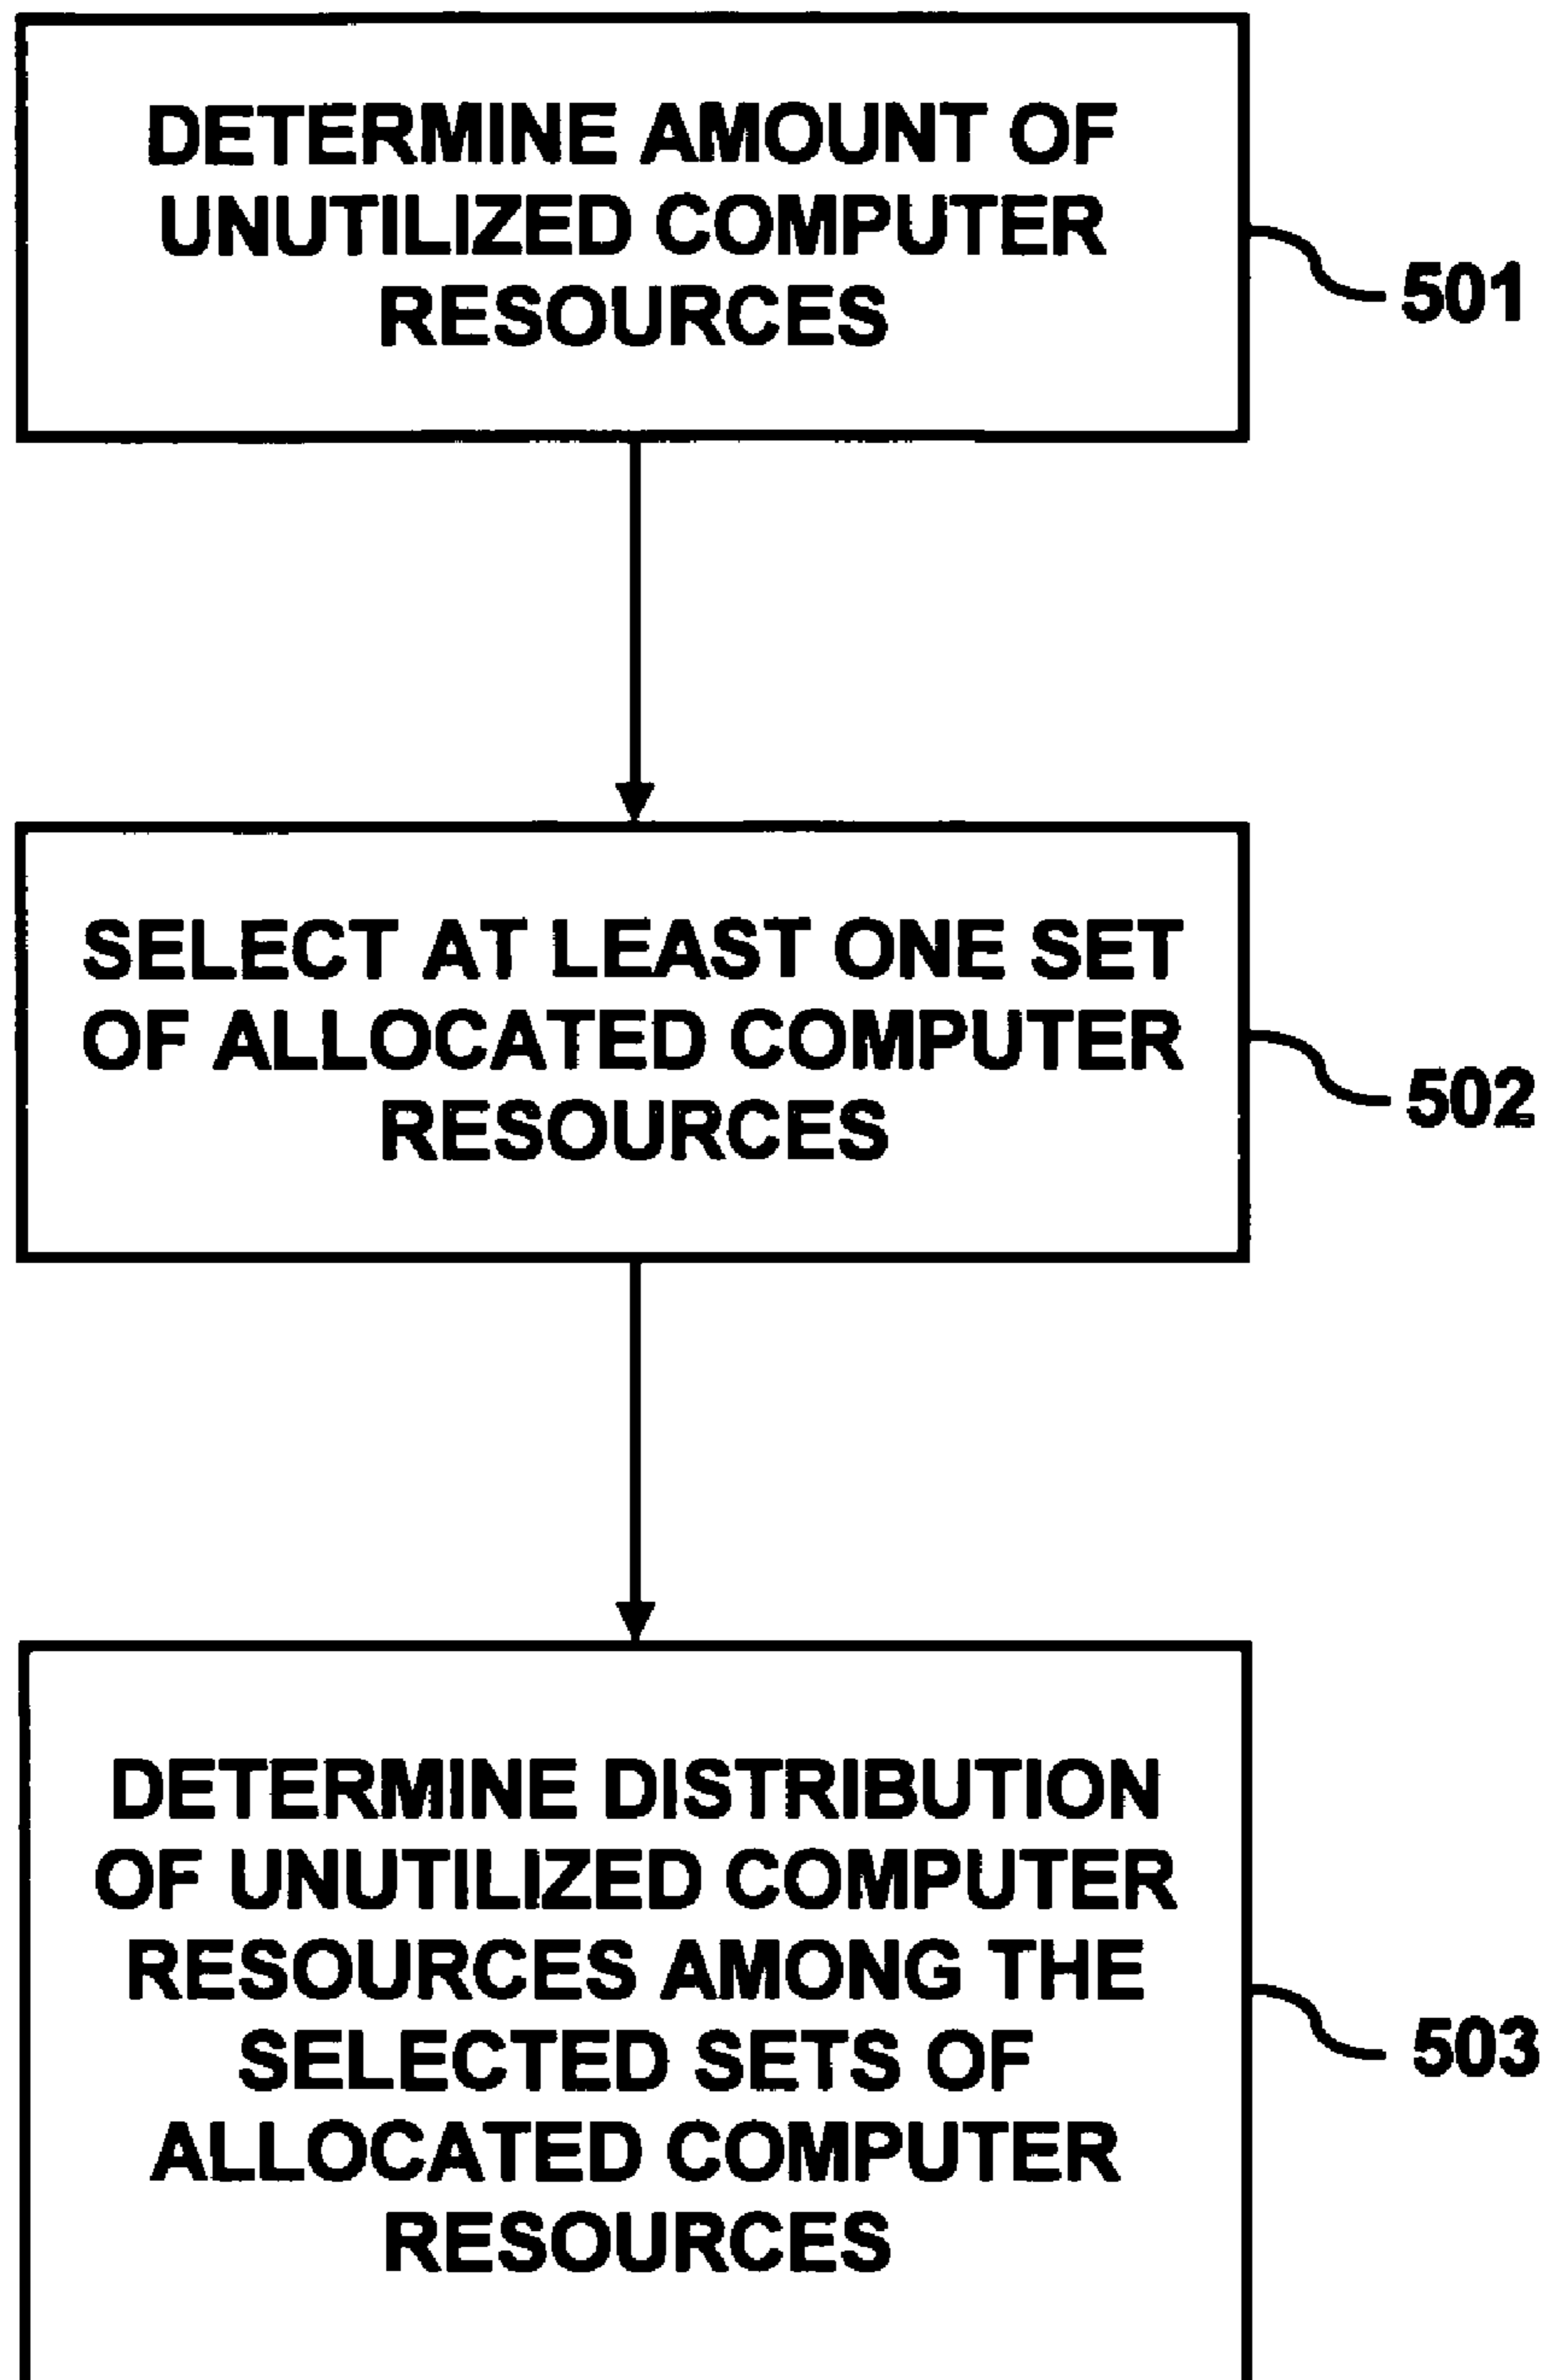 DETERMINE AMOUNT OF
UNUTILIZED COMPUTER
RESOURCES
501
SELECT AT LEAST ONE SET
OF ALLOCATED COMPUTER
RESOURCES
502
DETERMINE DISTRIBUTION
OF UNUTILIZED COMPUTER
RESOURCES AMONG THE
SELECTED SETS OF
ALLOCATED COMPUTER
RESOURCES
503